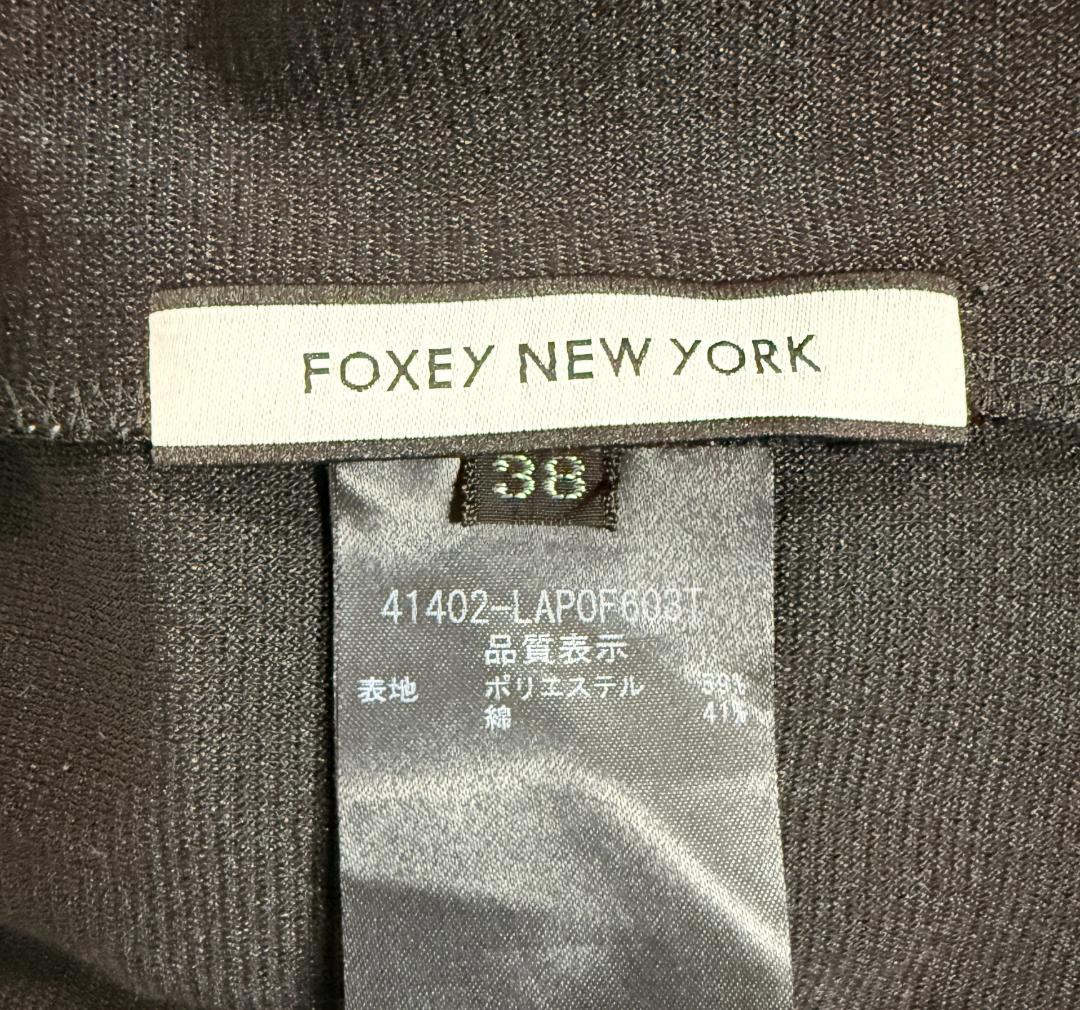 FOXEY NEW YORK
38
41402-LAPOF603T
品質表示
表地 ポリエステル 59%
綿 41%